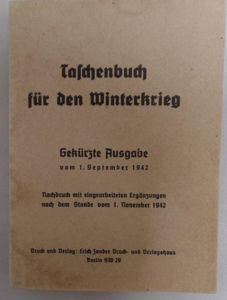 Taschenbuch
für den Winterkrieg
Gekürzte Ausgabe
vom 1. September 1942
Nachdruck mit eingearbeiteten Ergänzungen
nach dem Stande vom 1. November 1942
Druck und Verlag: Erich Zander Druck- und Verlagshaus
Berlin SW 29